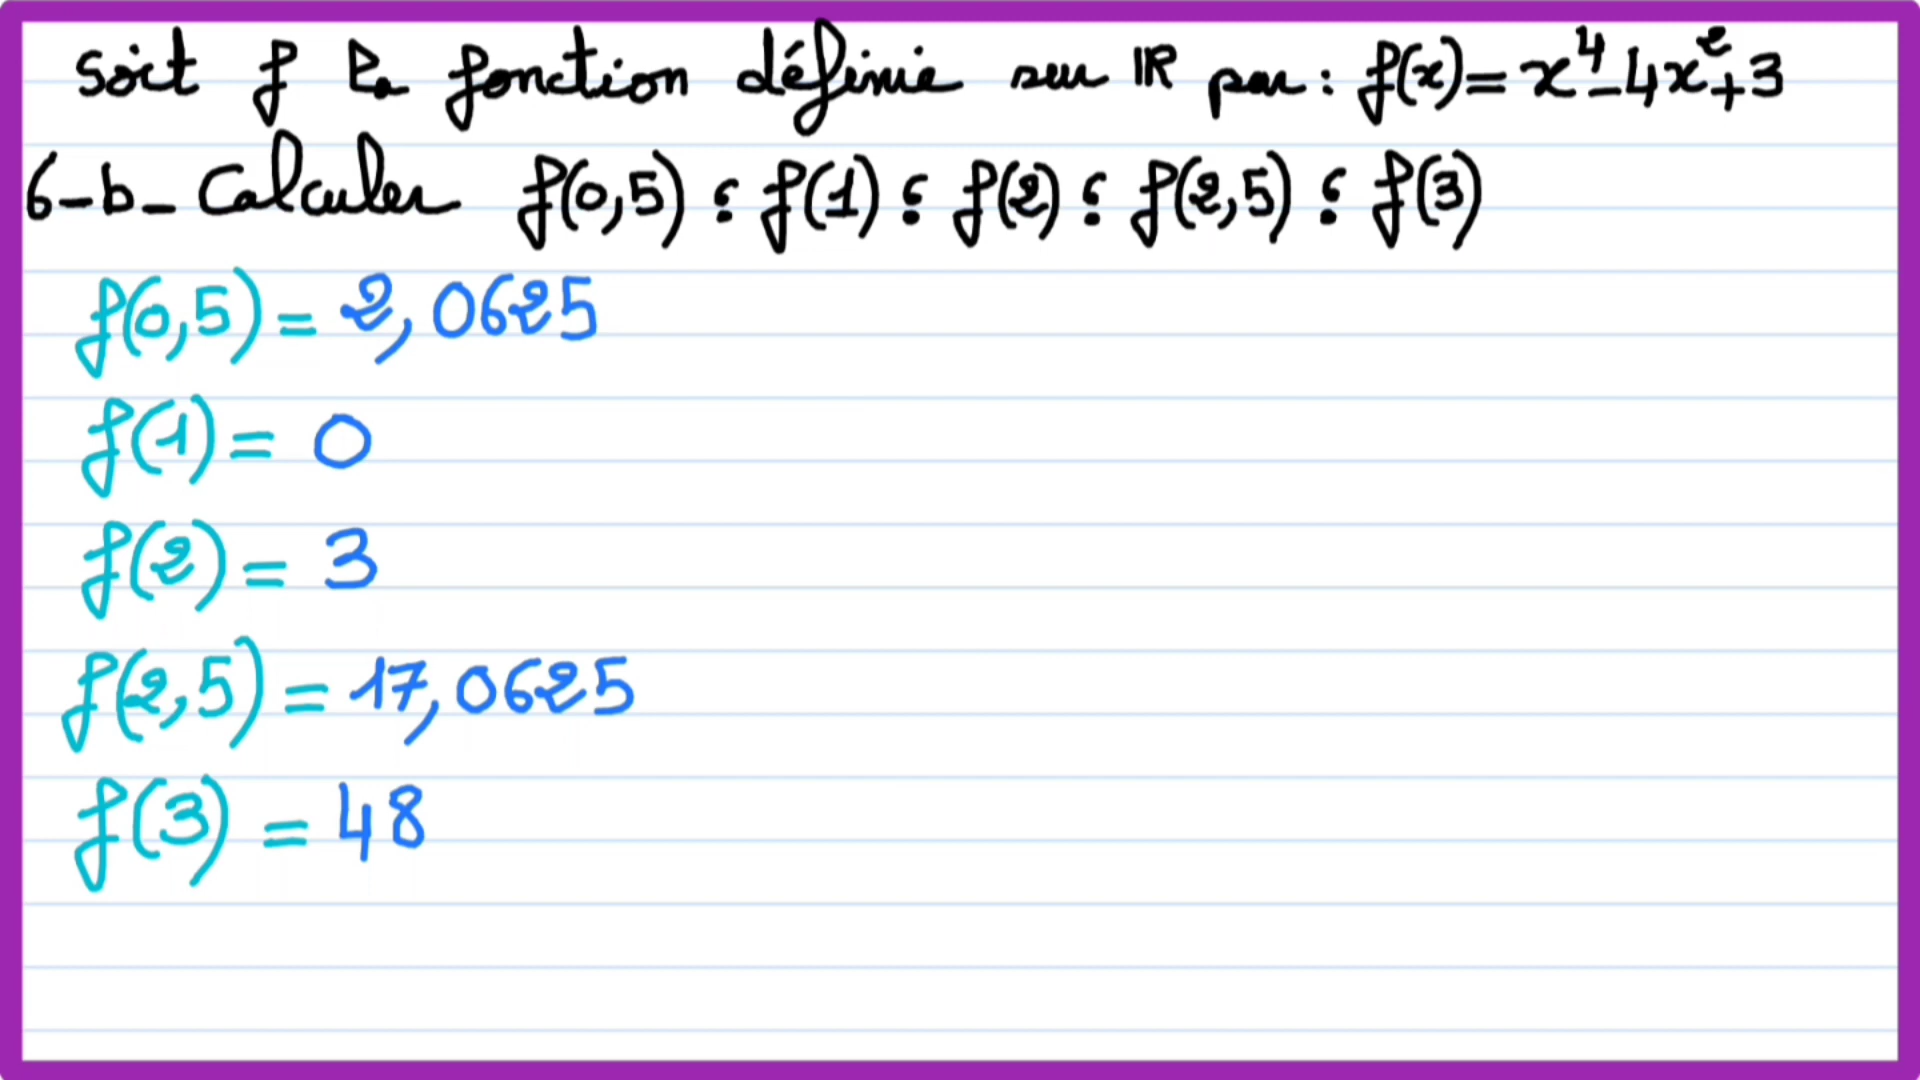 Soit f la fonction définie sur ℝ par : f(x) = x⁴ - 4x² + 3
6-b- Calculer f(0,5) ; f(1) ; f(2) ; f(2,5) ; f(3)
f(0,5) = 2,0625
f(1) = 0
f(2) = 3
f(2,5) = 17,0625
f(3) = 48